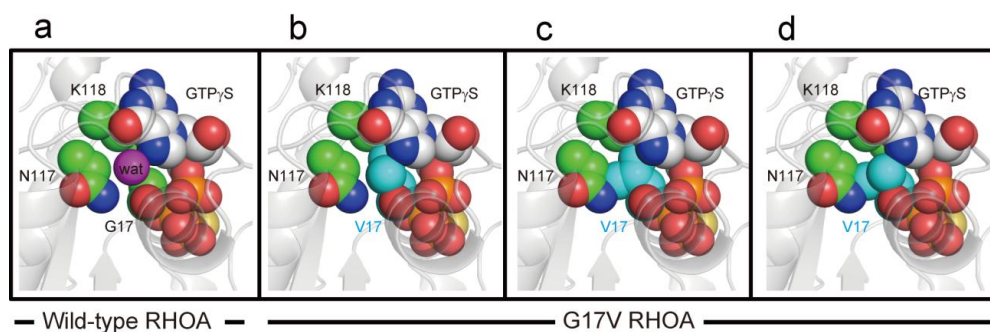 a
b
c
d
K118
GTPγS
N117
wat
G17
K118
GTPγS
N117
V17
K118
GTPγS
N117
V17
K118
GTPγS
N117
V17
Wild-type RHOA
G17V RHOA